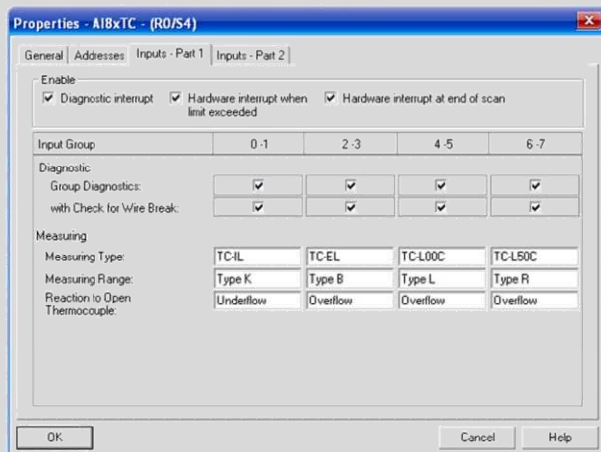 Properties - AI8xTC - (R0/S4)
General Addresses Inputs - Part 1 Inputs - Part 2
Enable
Diagnostic interrupt Hardware interrupt when limit exceeded Hardware interrupt at end of scan
Input Group 0 -1 2 -3 4 -5 6 -7
Diagnostic
Group Diagnostics:
with Check for Wire Break:
Measuring
Measuring Type: TC-IL TC-EL TC-L00C TC-L50C
Measuring Range: Type K Type B Type L Type R
Reaction to Open Thermocouple: Underflow Overflow Overflow Overflow
OK Cancel Help